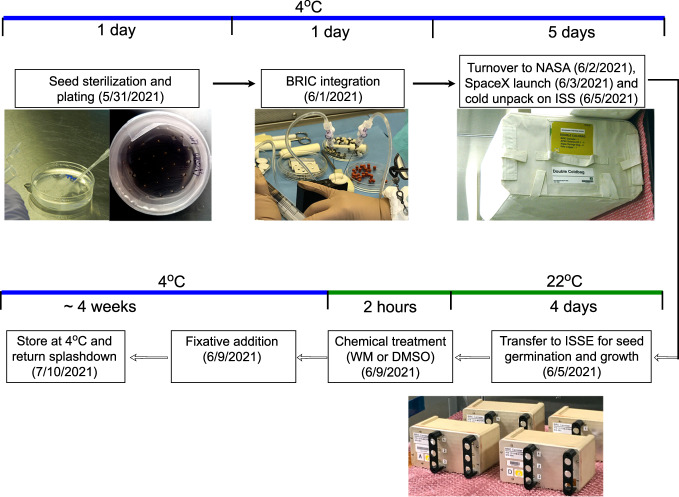 4°C
1 day
1 day
5 days
Seed sterilization and
plating (5/31/2021)
BRIC integration
(6/1/2021)
Turnover to NASA (6/2/2021),
SpaceX launch (6/3/2021) and
cold unpack on ISS (6/5/2021)
Double Coldbag
4°C
22°C
~ 4 weeks
2 hours
4 days
Store at 4°C and
return splashdown
(7/10/2021)
Fixative addition
(6/9/2021)
Chemical treatment
(WM or DMSO)
(6/9/2021)
Transfer to ISSE for seed
germination and growth
(6/5/2021)
A
D